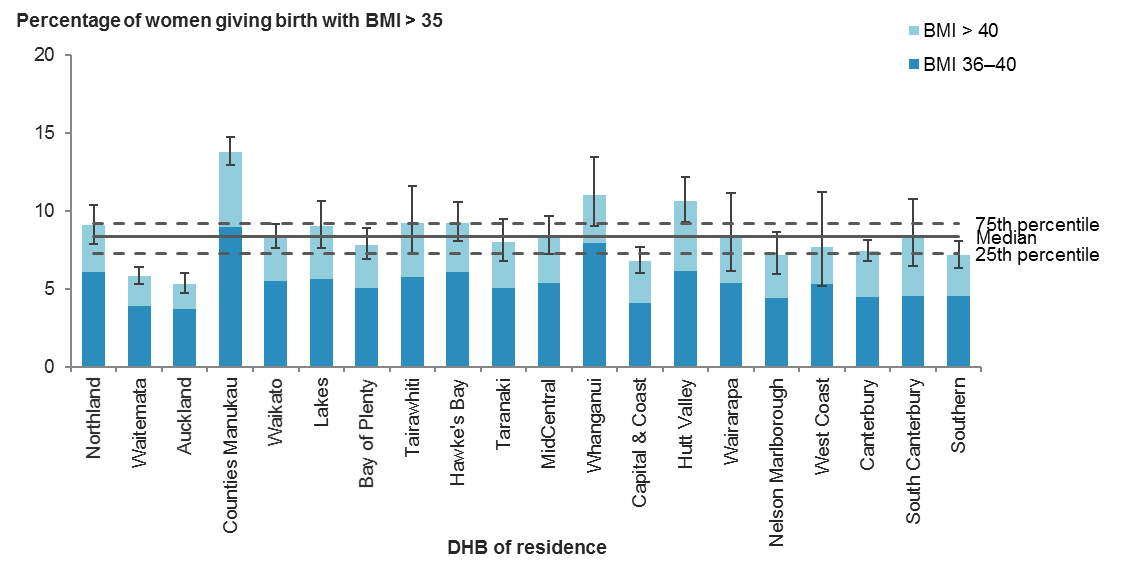 Percentage of women giving birth with BMI > 35
BMI > 40
BMI 36–40
20
15
10
5
0
75th percentile
Median
25th percentile
Northland
Waitemata
Auckland
Counties Manukau
Waikato
Lakes
Bay of Plenty
Tairawhiti
Hawke's Bay
Taranaki
MidCentral
Whanganui
Capital & Coast
Hutt Valley
Wairarapa
Nelson Marlborough
West Coast
Canterbury
South Canterbury
Southern
DHB of residence